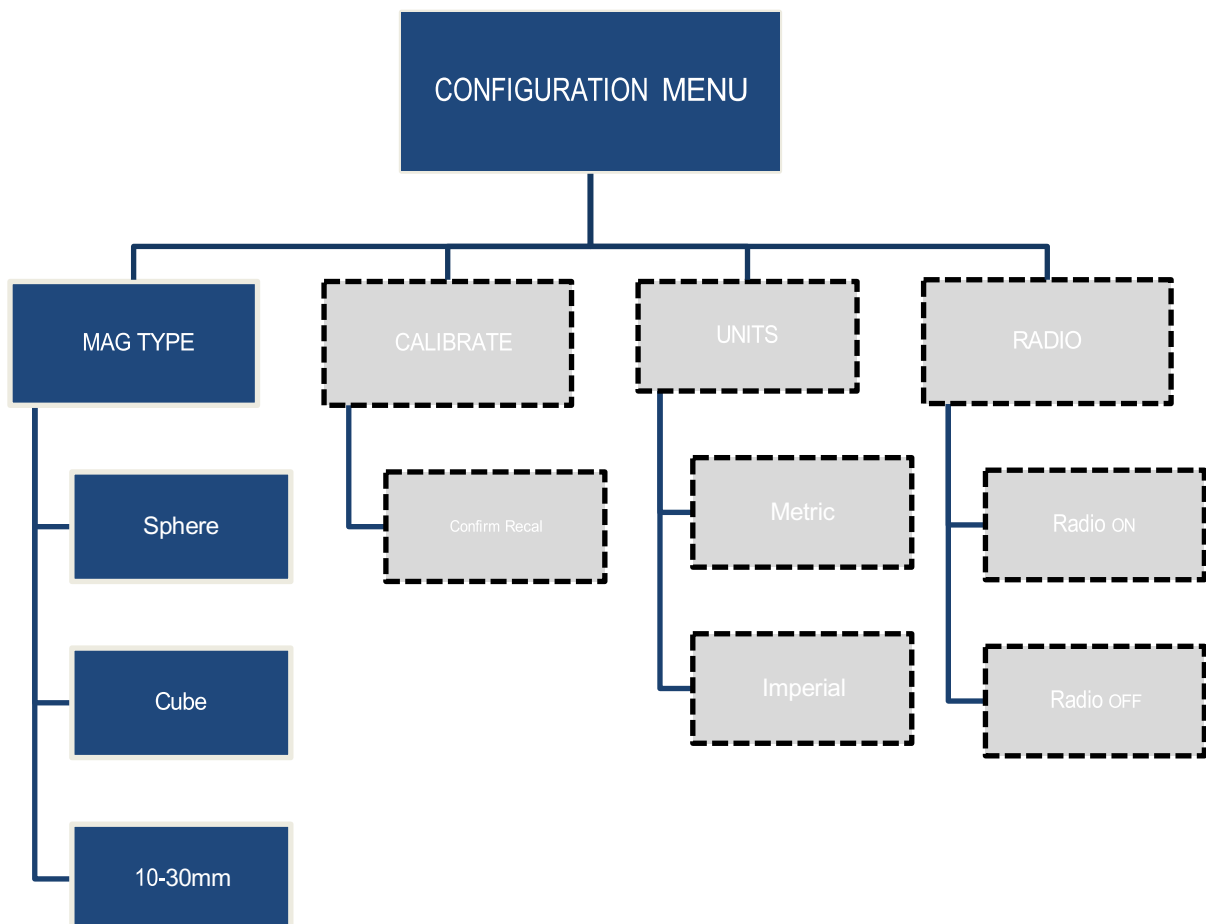 CONFIGURATION MENU
MAG TYPE
CALIBRATE
UNITS
RADIO
Sphere
Confirm Recal
Metric
Radio ON
Cube
Imperial
Radio OFF
10-30mm